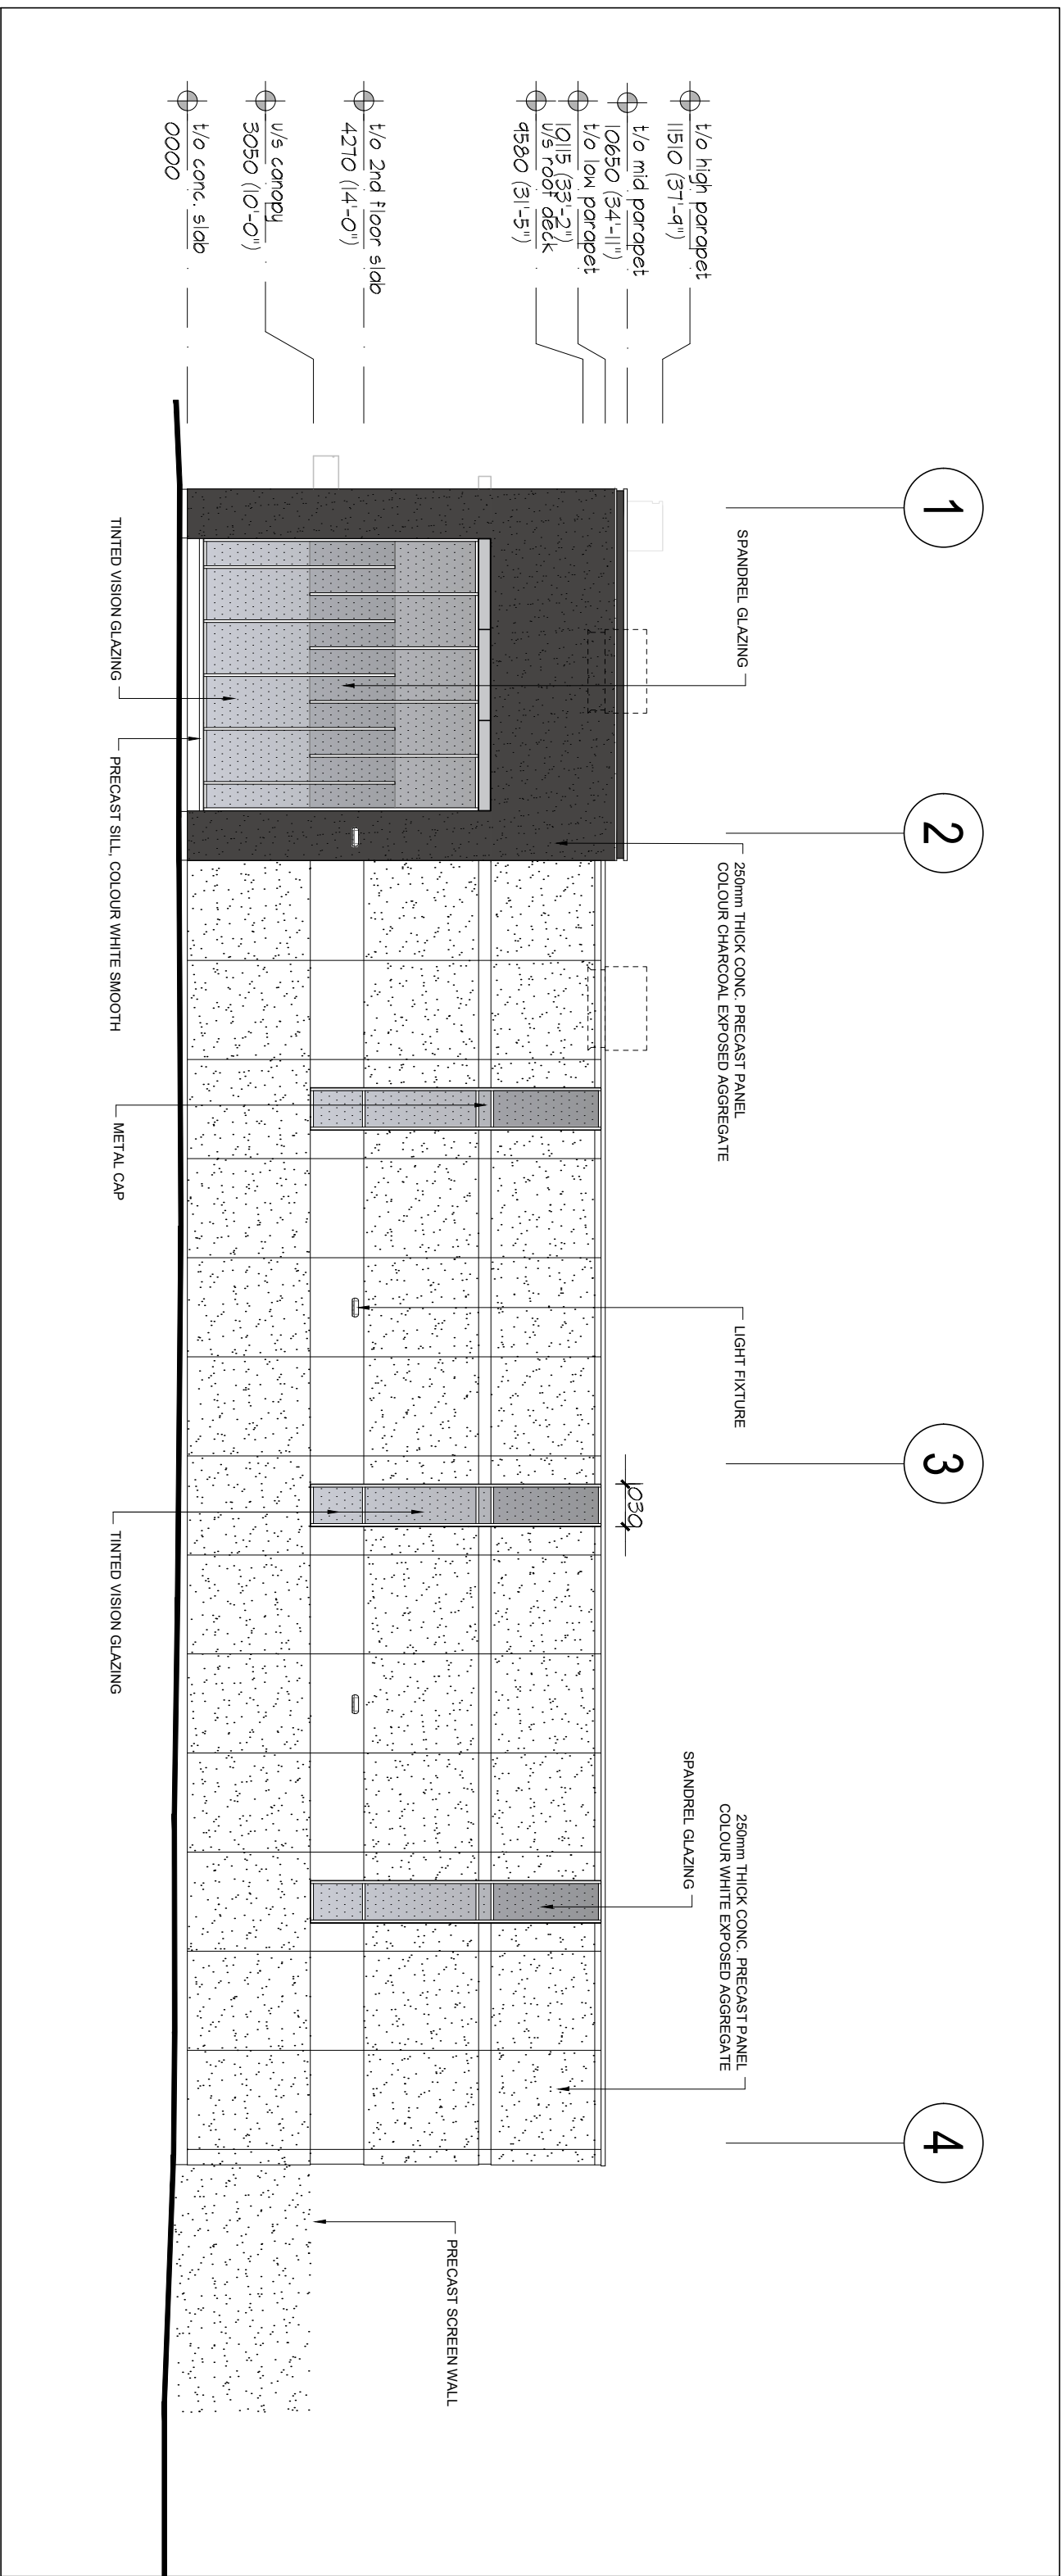 1
2
3
4
t/o high parapet
11510 (37'-9")
t/o mid parapet
10650 (34'-11")
t/o low parapet
10115 (33'-2")
u/s roof deck
9580 (31'-5")
t/o 2nd floor slab
4270 (14'-0")
u/s canopy
3050 (10'-0")
t/o conc. slab
0000
SPANDREL GLAZING
250mm THICK CONC. PRECAST PANEL
COLOUR CHARCOAL EXPOSED AGGREGATE
LIGHT FIXTURE
1030
SPANDREL GLAZING
250mm THICK CONC. PRECAST PANEL
COLOUR WHITE EXPOSED AGGREGATE
PRECAST SCREEN WALL
TINTED VISION GLAZING
PRECAST SILL, COLOUR WHITE SMOOTH
METAL CAP
TINTED VISION GLAZING